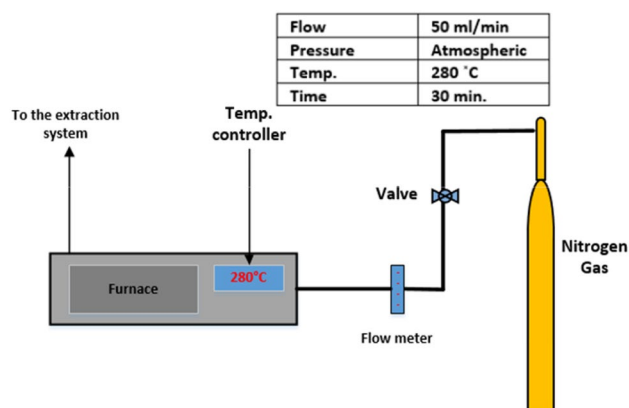 Flow 50 ml/min
Pressure Atmospheric
Temp. 280 ˚C
Time 30 min.
To the extraction
system
Temp.
controller
Valve
Nitrogen
Gas
Furnace
280°C
Flow meter